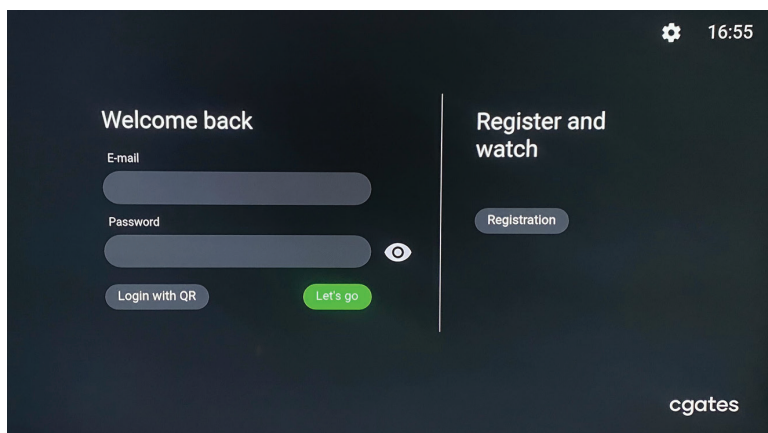 16:55
Welcome back
E-mail
Password
Login with QR
Let's go
Register and
watch
Registration
cgates